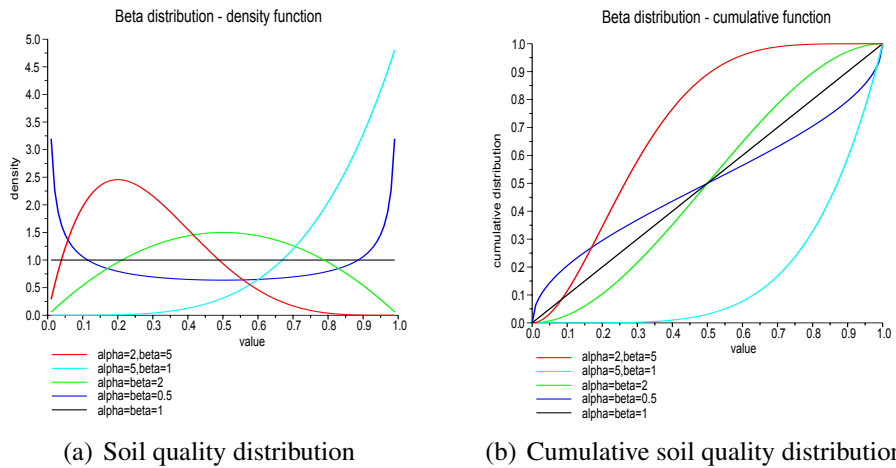 Beta distribution - density function
5.0
4.5
4.0
3.5
3.0
2.5
2.0
1.5
1.0
0.5
0.0
density
0.0 0.1 0.2 0.3 0.4 0.5 0.6 0.7 0.8 0.9 1.0
value
alpha=2,beta=5
alpha=5,beta=1
alpha=beta=2
alpha=beta=0.5
alpha=beta=1
(a) Soil quality distribution
Beta distribution - cumulative function
1.0
0.9
0.8
0.7
0.6
0.5
0.4
0.3
0.2
0.1
0.0
cumulative distribution
0.0 0.1 0.2 0.3 0.4 0.5 0.6 0.7 0.8 0.9 1.0
value
alpha=2,beta=5
alpha=5,beta=1
alpha=beta=2
alpha=beta=0.5
alpha=beta=1
(b) Cumulative soil quality distribution